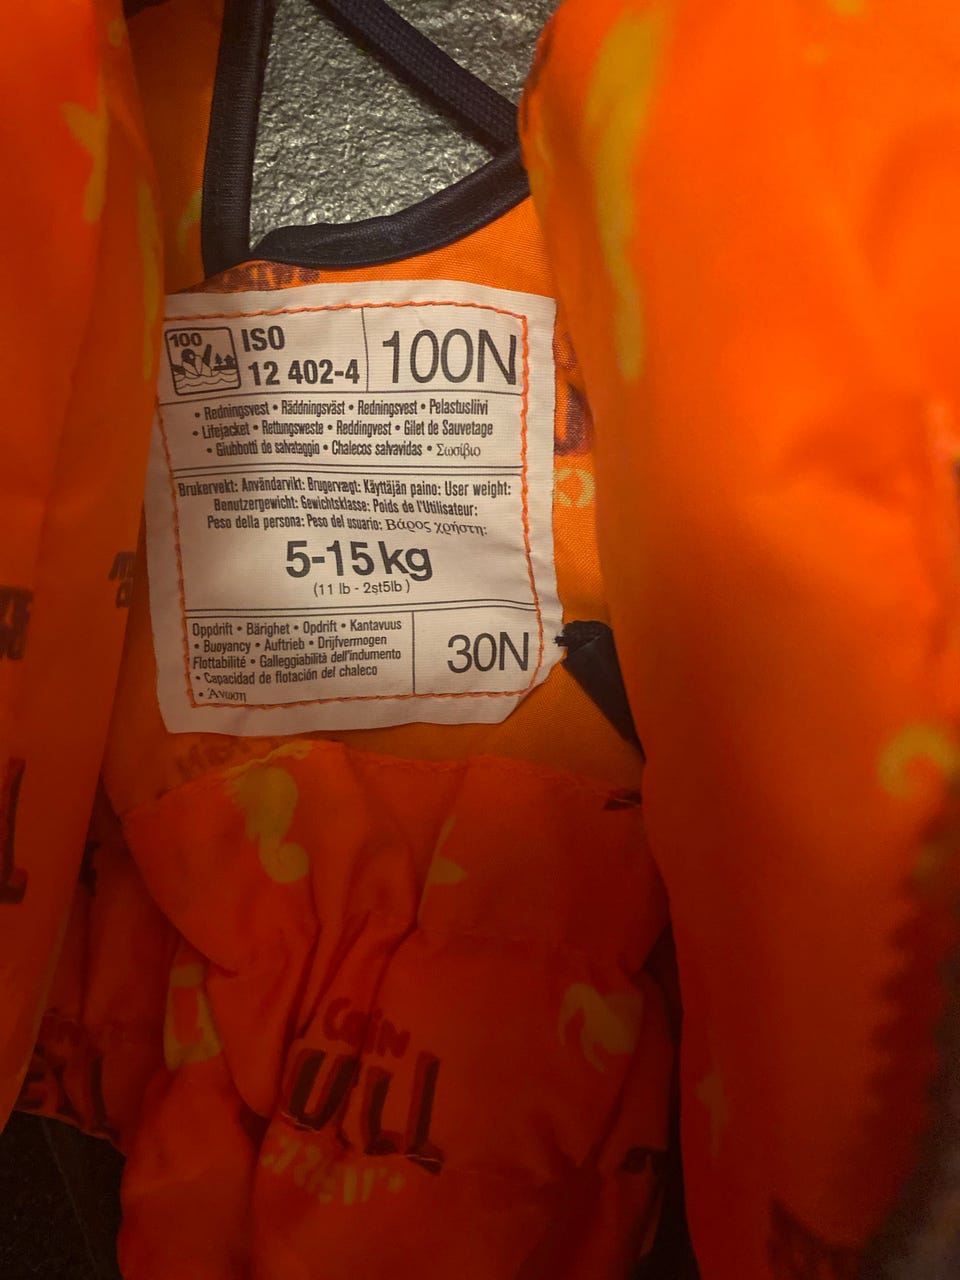 100
ISO
12 402-4
100N
• Redningsvest • Räddningsväst • Redningsvest • Pelastusliivi
• Lifejacket • Rettungsweste • Reddingvest • Gilet de Sauvetage
• Giubbotti de salvataggio • Chalecos salvavidas • Σωσίβιο
Brukervekt: Användarvikt: Brugervægt: Käyttäjän paino: User weight:
Benutzergewicht: Gewichtsklasse: Poids de l'Utilisateur:
Peso della persona: Peso del usuario: Βάρος χρήστη:
5-15kg
(11 lb - 2st5lb )
Oppdrift • Bärighet • Opdrift • Kantavuus
• Buoyancy • Auftrieb • Drijfvermogen
Flottabilité • Galleggiabilità dell'indumento
• Capacidad de flotación del chaleco
• Άνωση
30N